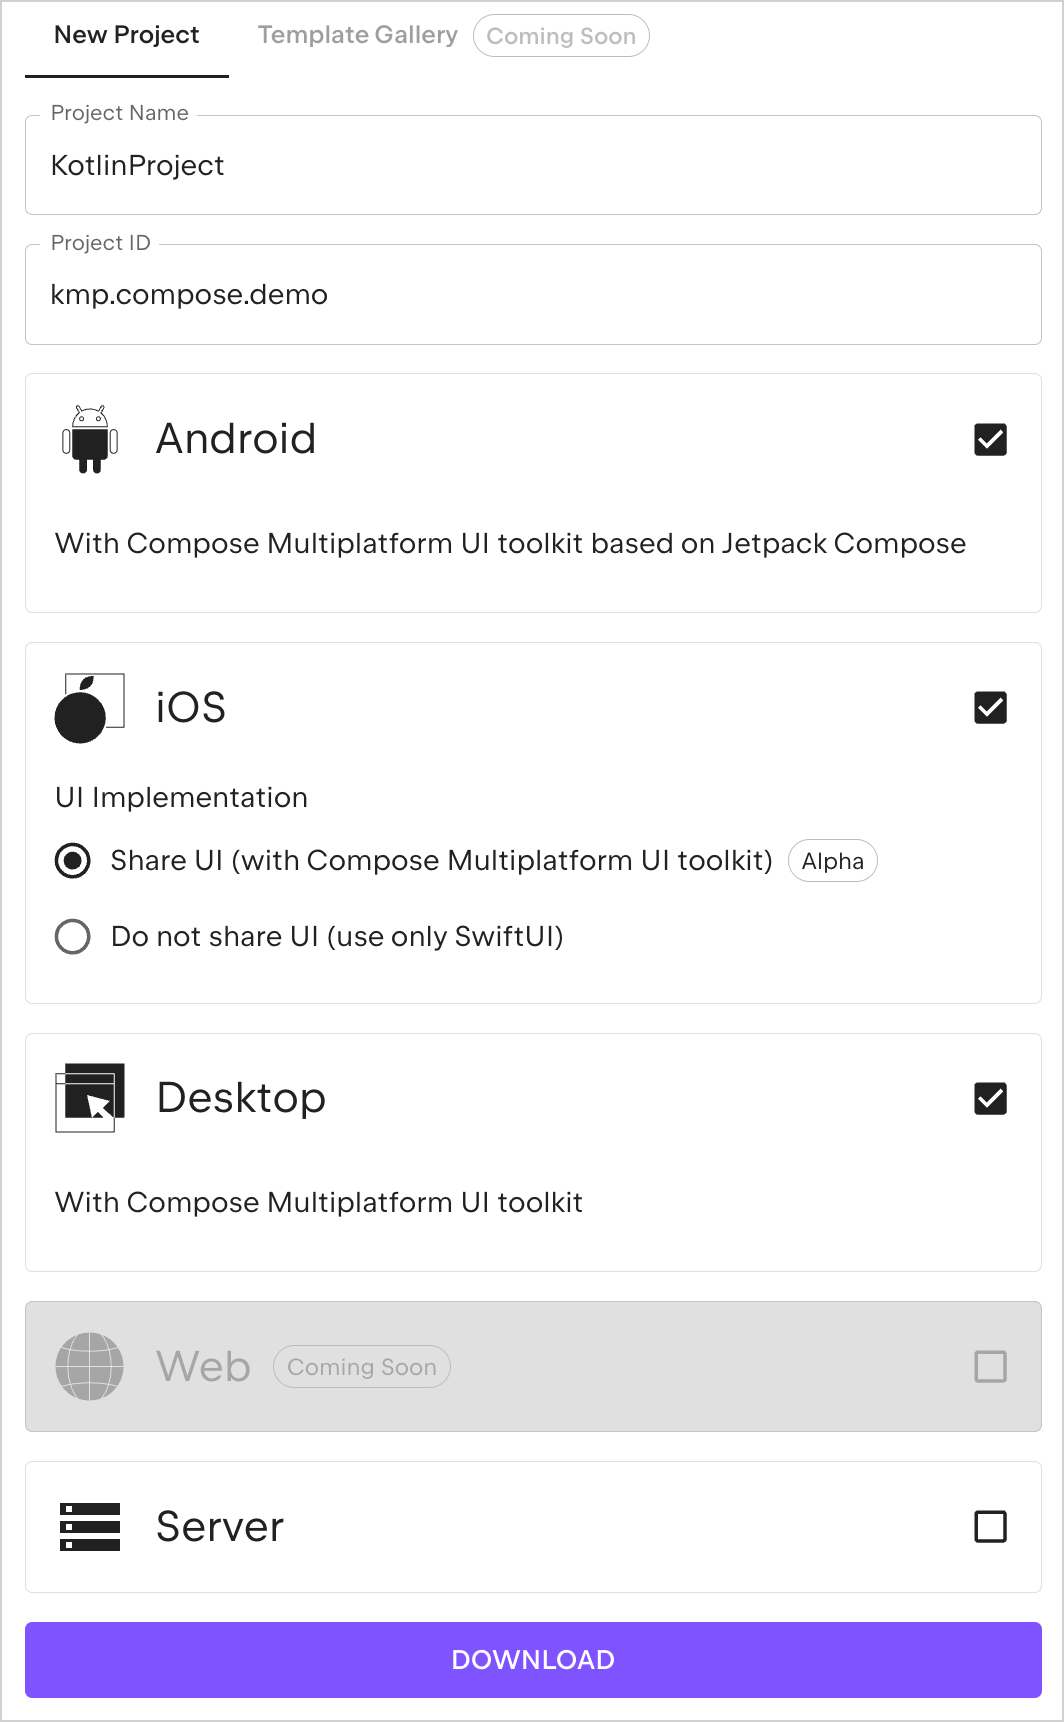 New Project Template Gallery Coming Soon
Project Name
KotlinProject
Project ID
kmp.compose.demo
Android
With Compose Multiplatform UI toolkit based on Jetpack Compose
iOS
UI Implementation
Share UI (with Compose Multiplatform UI toolkit) Alpha
Do not share UI (use only SwiftUI)
Desktop
With Compose Multiplatform UI toolkit
Web Coming Soon
Server
DOWNLOAD